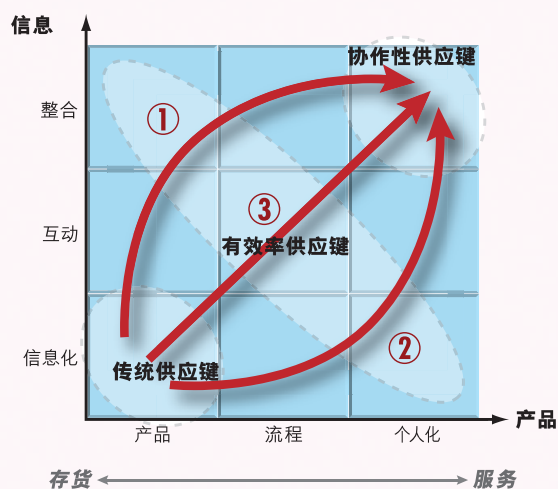 信息
协作性供应键
整合
①
③
互动
有效率供应键
②
信息化
传统供应键
产品
产品
流程
个人化
存货
服务